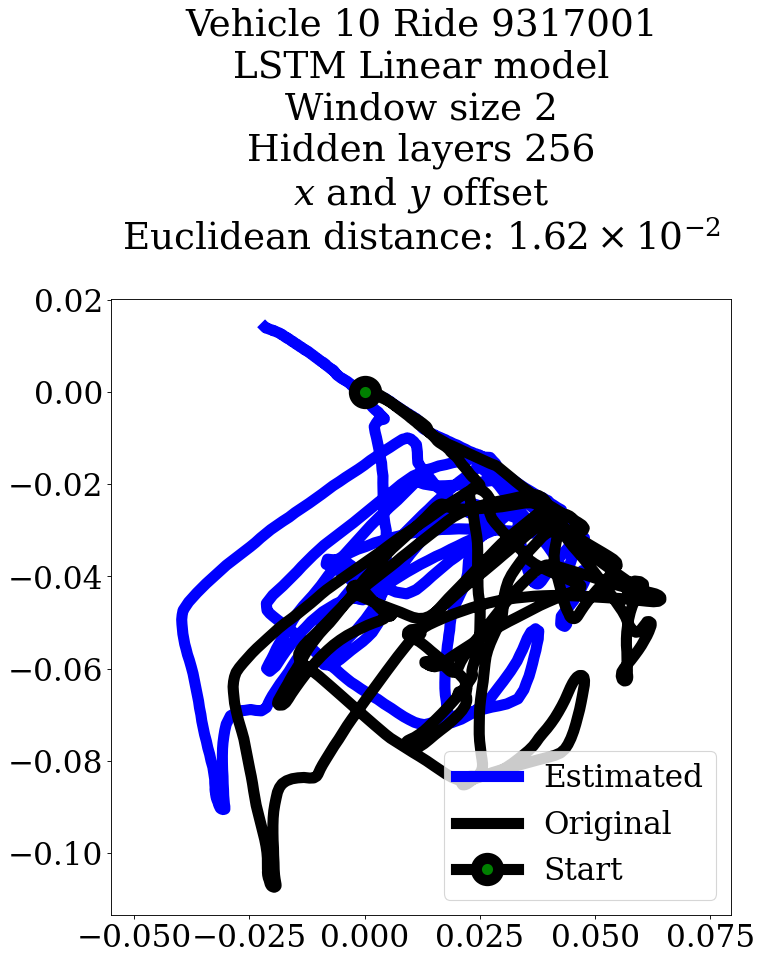 Vehicle 10 Ride 9317001
LSTM Linear model
Window size 2
Hidden layers 256
x and y offset
Euclidean distance: 1.62 × 10⁻²
0.02
0.00
−0.02
−0.04
−0.06
−0.08
−0.10
Estimated
Original
Start
−0.050 −0.025 0.000 0.025 0.050 0.075